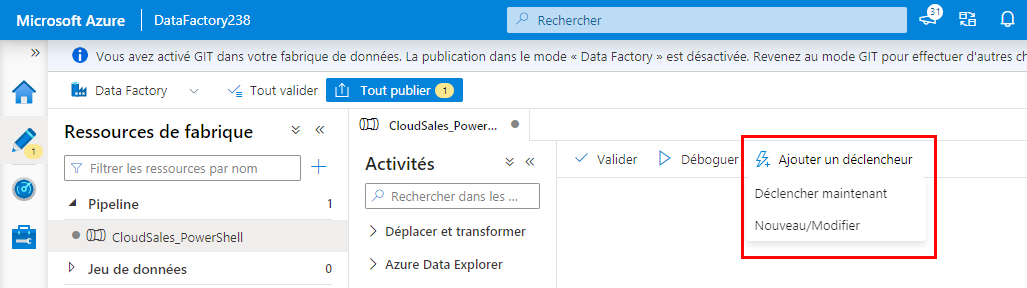 Microsoft Azure
DataFactory238
Rechercher
31
Vous avez activé GIT dans votre fabrique de données. La publication dans le mode « Data Factory » est désactivée. Revenez au mode GIT pour effectuer d'autres ch
Data Factory
Tout valider
Tout publier 1
1
Ressources de fabrique
Filtrer les ressources par nom
Pipeline 1
CloudSales_PowerShell
Jeu de données 0
CloudSales_Power...
Activités
Rechercher dans les ...
Déplacer et transformer
Azure Data Explorer
Valider
Déboguer
Ajouter un déclencheur
Déclencher maintenant
Nouveau/Modifier